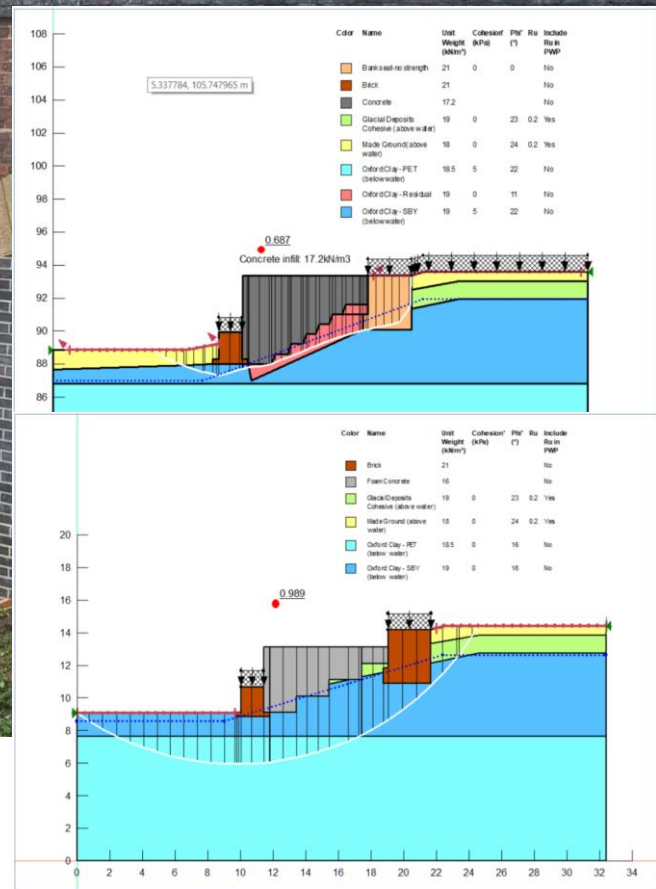 108
106
104
102
100
98
96
94
92
90
88
86
5.337784, 105.747965 m
Color Name Unit Weight (kN/m³) Cohesion' (kPa) Phi' (°) Ru Include Ru in PWP
Bankseat-no strength 21 0 0 No
Brick 21 No
Concrete 17.2 No
Glacial Deposits Cohesive (above water) 19 0 23 0.2 Yes
Made Ground (above water) 18 0 24 0.2 Yes
Oxford Clay - PET (below water) 18.5 5 22 No
Oxford Clay - Residual 19 0 11 No
Oxford Clay - SBY (below water) 19 5 22 No
0.687
Concrete infill: 17.2kN/m3
Color Name Unit Weight (kN/m³) Cohesion' (kPa) Phi' (°) Ru Include Ru in PWP
Brick 21 No
Foam Concrete 16 No
Glacial Deposits Cohesive (above water) 19 0 23 0.2 Yes
Made Ground (above water) 18 0 24 0.2 Yes
Oxford Clay - PET (below water) 18.5 0 16 No
Oxford Clay - SBY (below water) 19 0 16 No
0.989
20
18
16
14
12
10
8
6
4
2
0
0 2 4 6 8 10 12 14 16 18 20 22 24 26 28 30 32 34